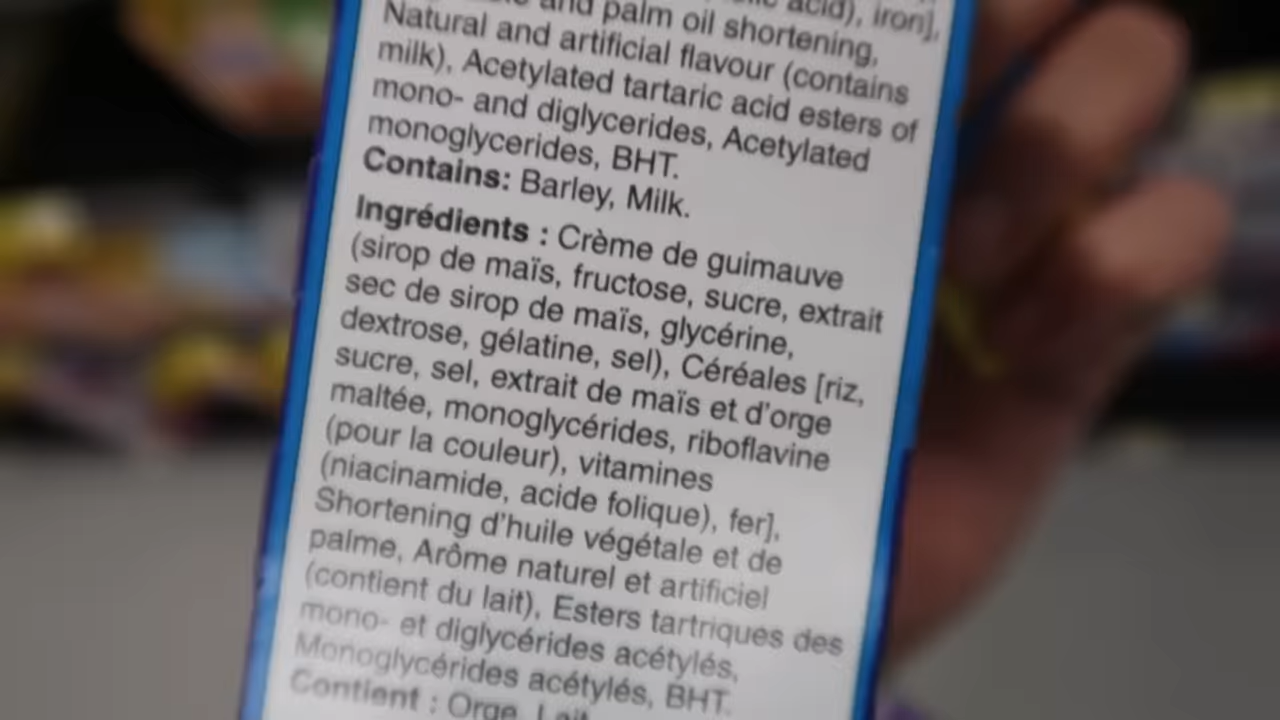 and palm oil shortening,
Natural and artificial flavour (contains
milk), Acetylated tartaric acid esters of
mono- and diglycerides, Acetylated
monoglycerides, BHT.
Contains: Barley, Milk.
Ingrédients : Crème de guimauve
(sirop de maïs, fructose, sucre, extrait
sec de sirop de maïs, glycérine,
dextrose, gélatine, sel), Céréales [riz,
sucre, sel, extrait de maïs et d'orge
maltée, monoglycérides, riboflavine
(pour la couleur), vitamines
(niacinamide, acide folique), fer],
Shortening d'huile végétale et de
palme, Arôme naturel et artificiel
(contient du lait), Esters tartriques des
mono- et diglycérides acétylés,
Monoglycérides acétylés, BHT.
Contient : Orge, Lait